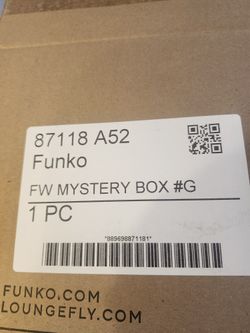 87118 A52
Funko
FW MYSTERY BOX #G
1 PC
*889698871181*
FUNKO.COM
LOUNGEFLY.COM